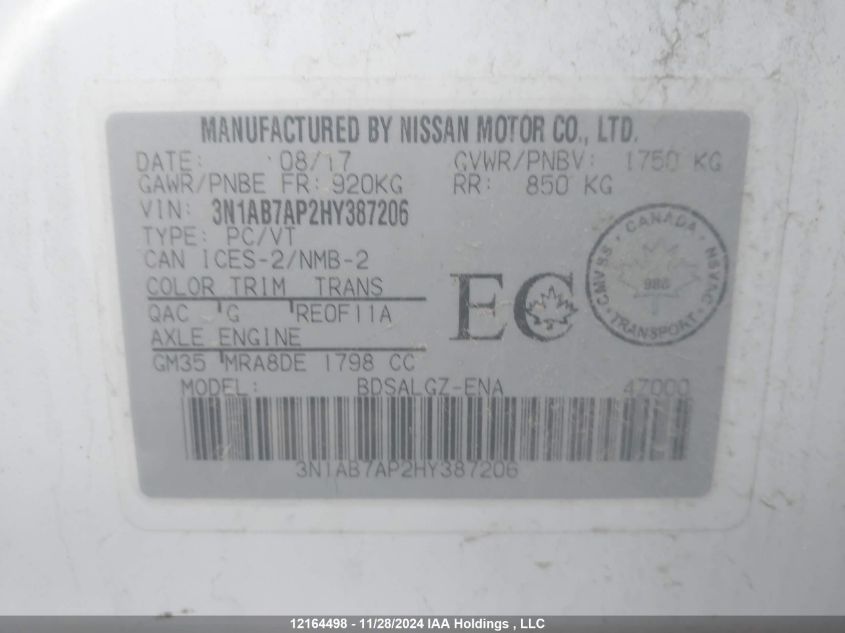 MANUFACTURED BY NISSAN MOTOR CO., LTD.
DATE: 08/17 GVWR/PNBV: 1750 KG
GAWR/PNBE FR: 920KG RR: 850 KG
VIN: 3N1AB7AP2HY387206
TYPE: PC/VT
CAN ICES-2/NMB-2
COLOR TRIM TRANS
QAC G RE0F11A
AXLE ENGINE
GM35 MRA8DE 1798 CC
EC
CANADA
CMVSS NSVAC
986
TRANSPORT
MODEL: BDSALGZ-ENA 47000
3N1AB7AP2HY387206
12164498 - 11/28/2024 IAA Holdings , LLC